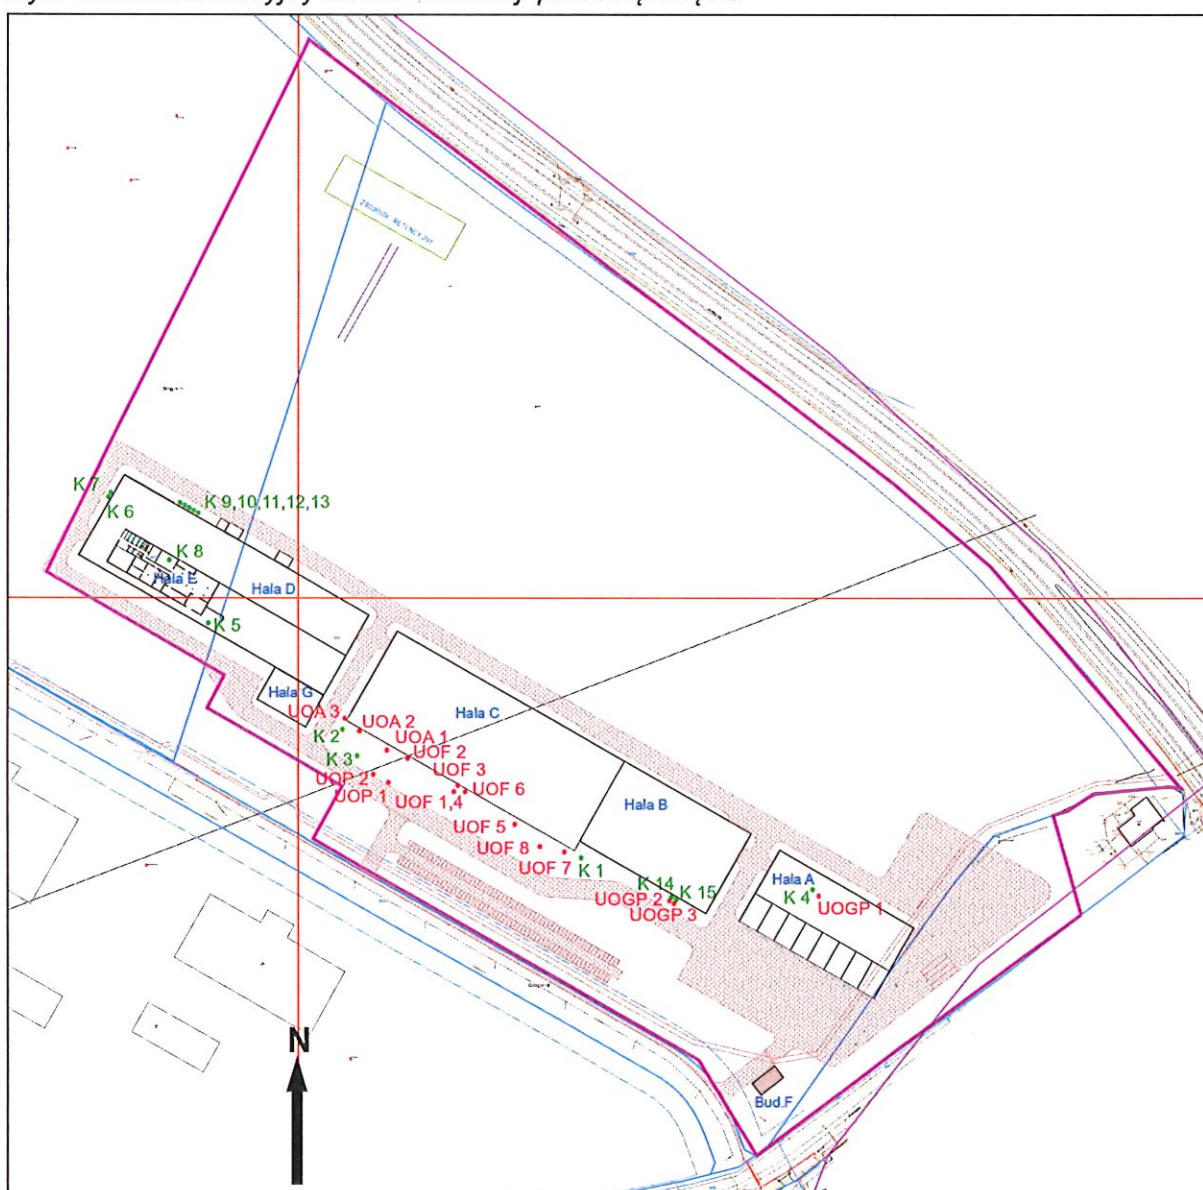 ZBIORNIK RETENCYJNY
K 7
K 9,10,11,12,13
K 6
K 8
Hala E
Hala D
K 5
Hala G
Hala C
UOA 3
UOA 2
K 2
UOA 1
UOF 2
K 3
UOF 3
UOP 2
UOF 6
UOP 1
UOF 1,4
Hala B
UOF 5
UOF 8
UOF 7
K 1
Hala A
K 14
K 15
K 4
UOGP 2
UOGP 1
UOGP 3
N
Bud.F